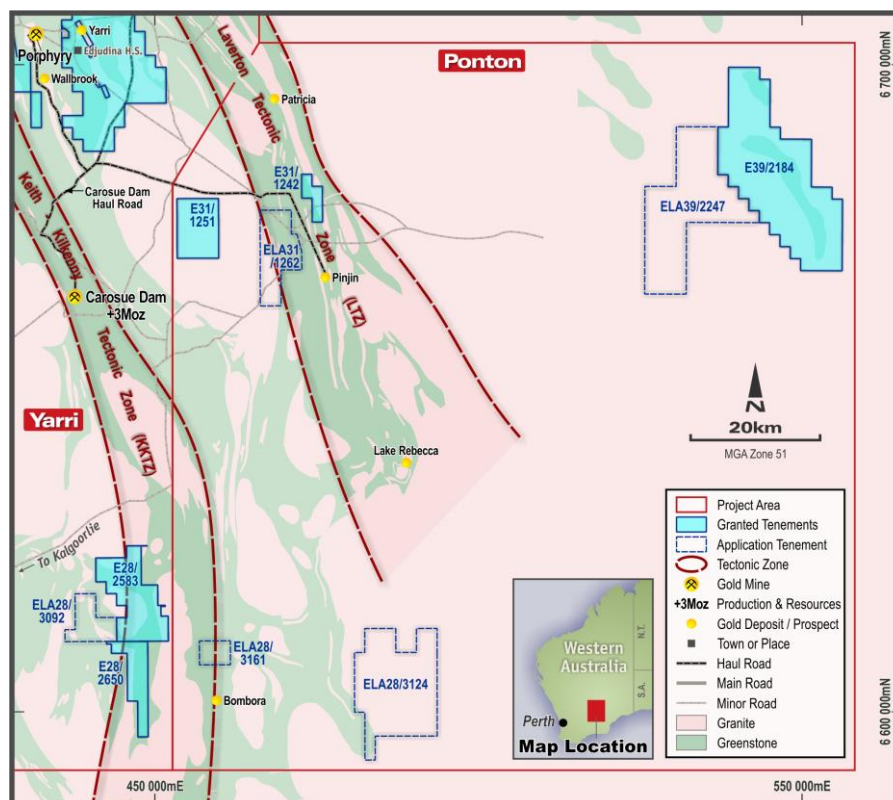 Yarri
Edjudina H.S.
Porphyry
Wallbrook
Laverton
Tectonic
Zone
(LTZ)
Ponton
6 700 000mN
Patricia
E39/2184
ELA39/2247
E31/
1242
Keith
Kilkenny
Tectonic
Zone
(KKTZ)
Carosue Dam
Haul Road
E31/
1251
ELA31
/1262
Pinjin
Carosue Dam
+3Moz
Yarri
N
20km
MGA Zone 51
Lake Rebecca
To Kalgoorlie
E28/
2583
ELA28/
3092
E28/
2650
ELA28/
3161
Bombora
ELA28/3124
Western
Australia
N.T.
S.A.
Perth
Map Location
Project Area
Granted Tenements
Application Tenement
Tectonic Zone
Gold Mine
+3Moz Production & Resources
Gold Deposit / Prospect
Town or Place
Haul Road
Main Road
Minor Road
Granite
Greenstone
6 600 000mN
450 000mE
550 000mE